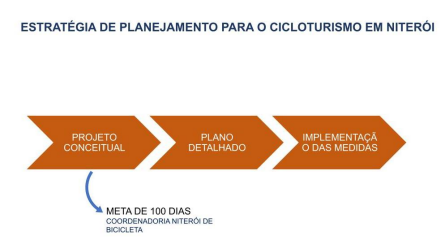 ESTRATÉGIA DE PLANEJAMENTO PARA O CICLOTURISMO EM NITERÓI
PROJETO
CONCEITUAL
PLANO
DETALHADO
IMPLEMENTAÇÃ
O DAS MEDIDAS
META DE 100 DIAS
COORDENADORIA NITERÓI DE
BICICLETA